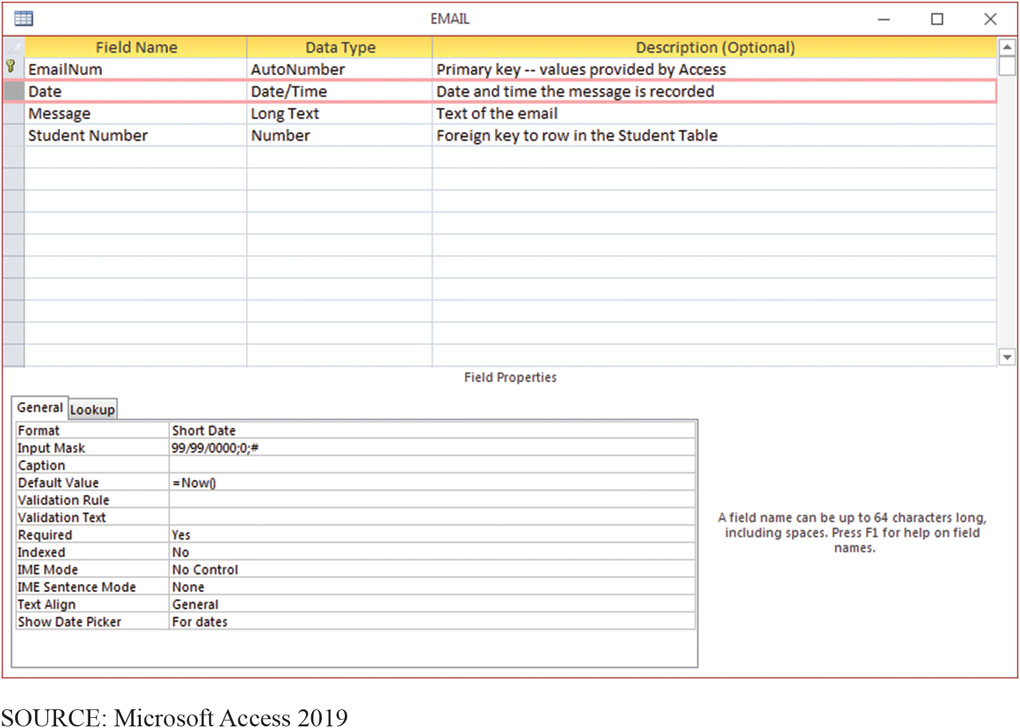 EMAIL
Field Name Data Type Description (Optional)
EmailNum AutoNumber Primary key -- values provided by Access
Date Date/Time Date and time the message is recorded
Message Long Text Text of the email
Student Number Number Foreign key to row in the Student Table
Field Properties
General Lookup
Format Short Date
Input Mask 99/99/0000;0;#
Caption
Default Value =Now()
Validation Rule
Validation Text
Required Yes
Indexed No
IME Mode No Control
IME Sentence Mode None
Text Align General
Show Date Picker For dates
A field name can be up to 64 characters long,
including spaces. Press F1 for help on field
names.
SOURCE: Microsoft Access 2019